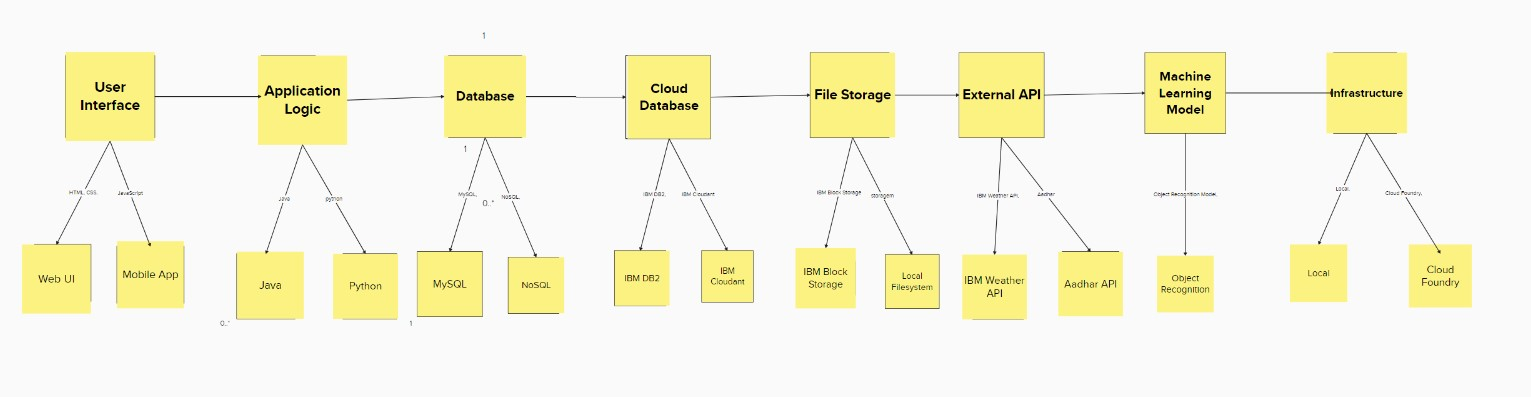 1
User
Interface
Application
Logic
Database
Cloud
Database
File Storage
External API
Machine
Learning
Model
Infrastructure
1
HTML, CSS,
JavaScript
Java
python
MySQL,
NoSQL,
0..*
IBM DB2,
IBM Cloudant
IBM Block Storage
storagem
IBM Weather API,
Aadhar
Object Recognition Model,
Local,
Cloud Foundry,
Web UI
Mobile App
Java
Python
MySQL
NoSQL
IBM DB2
IBM
Cloudant
IBM Block
Storage
Local
Filesystem
IBM Weather
API
Aadhar API
Object
Recognition
Local
Cloud
Foundry
0..*
1